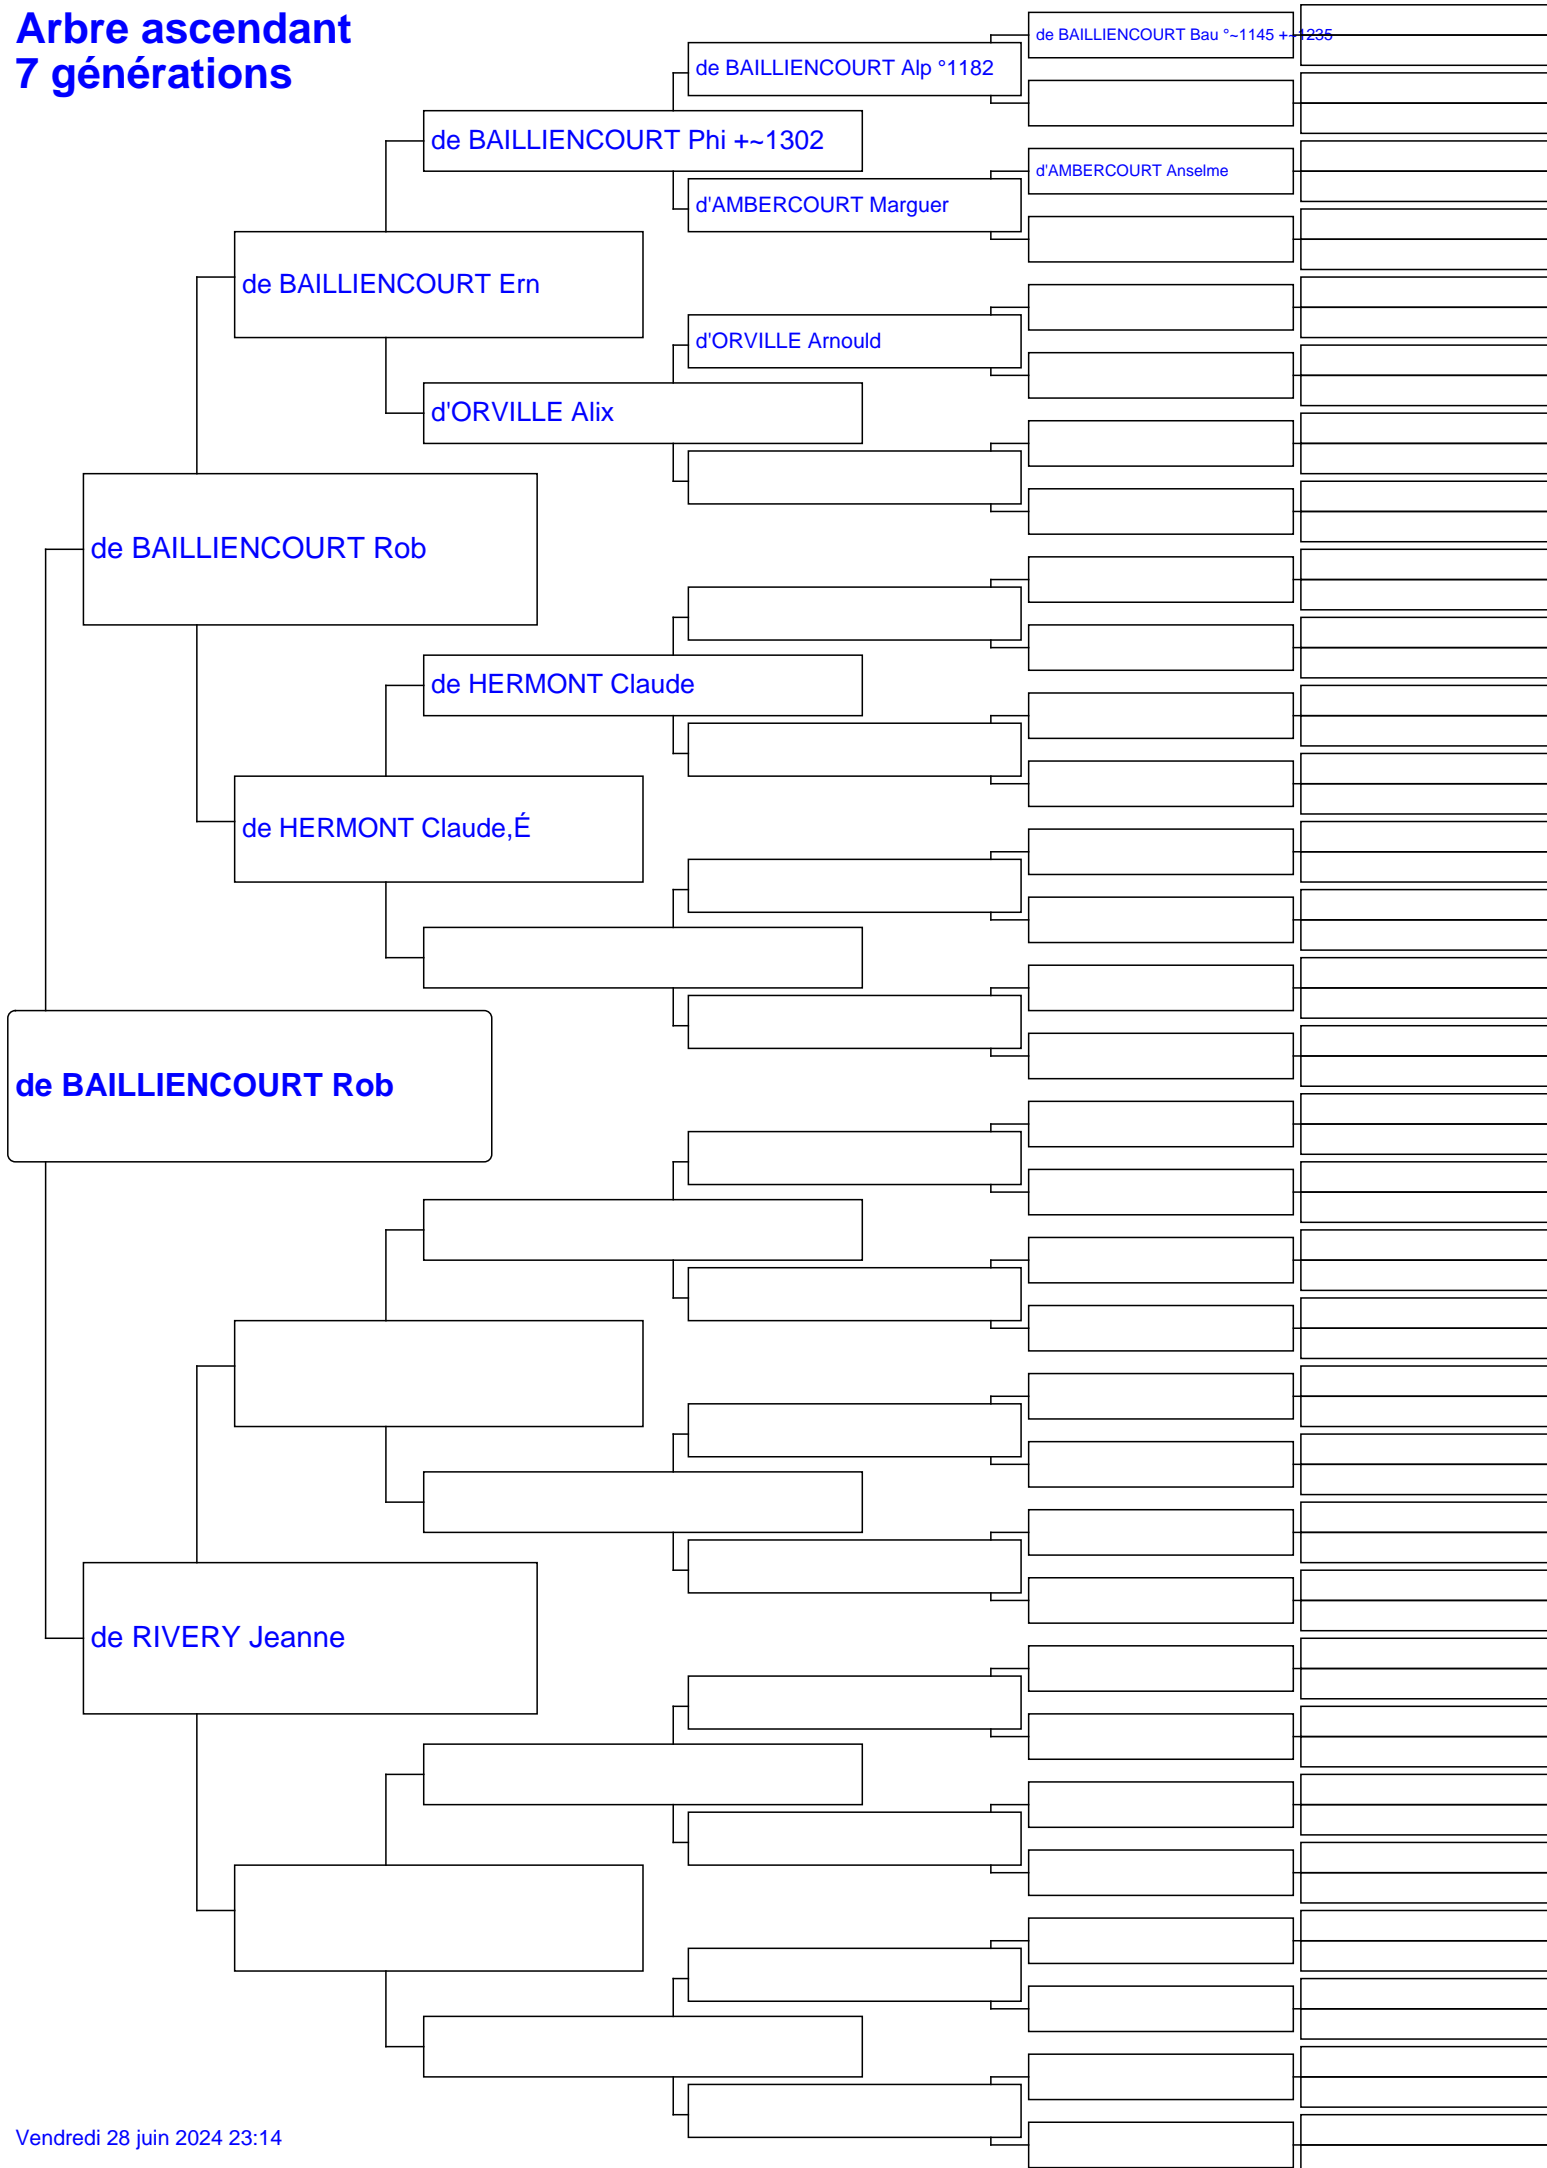 Arbre ascendant
7 générations
de BAILLIENCOURT Bau °~1145 +~1235
de BAILLIENCOURT Alp °1182
de BAILLIENCOURT Phi +~1302
d'AMBERCOURT Anselme
d'AMBERCOURT Marguer
de BAILLIENCOURT Ern
d'ORVILLE Arnould
d'ORVILLE Alix
de BAILLIENCOURT Rob
de HERMONT Claude
de HERMONT Claude,É
de BAILLIENCOURT Rob
de RIVERY Jeanne
Vendredi 28 juin 2024 23:14